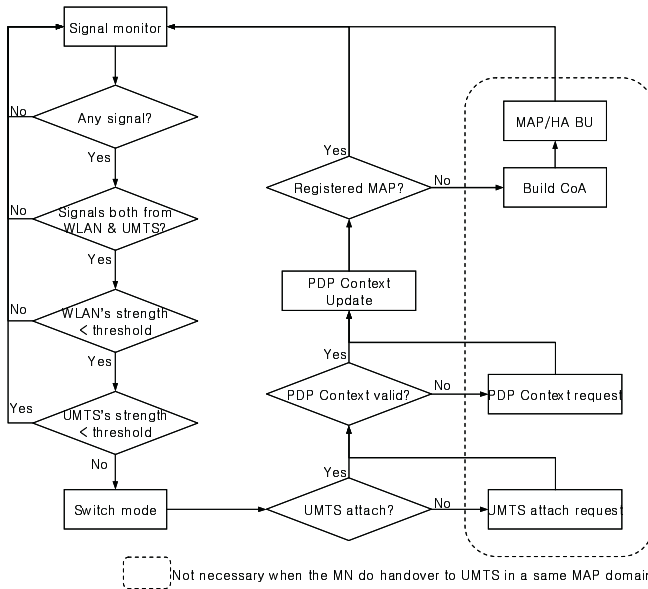 Signal monitor
No
Any signal?
Yes
No
Signals both from
WLAN & UMTS?
Yes
No
WLAN's strength
< threshold
Yes
Yes
UMTS's strength
< threshold
No
Switch mode
UMTS attach?
No
UMTS attach request
Yes
PDP Context valid?
No
PDP Context request
Yes
PDP Context
Update
Registered MAP?
No
Yes
Build CoA
MAP/HA BU
Not necessary when the MN do handover to UMTS in a same MAP domain